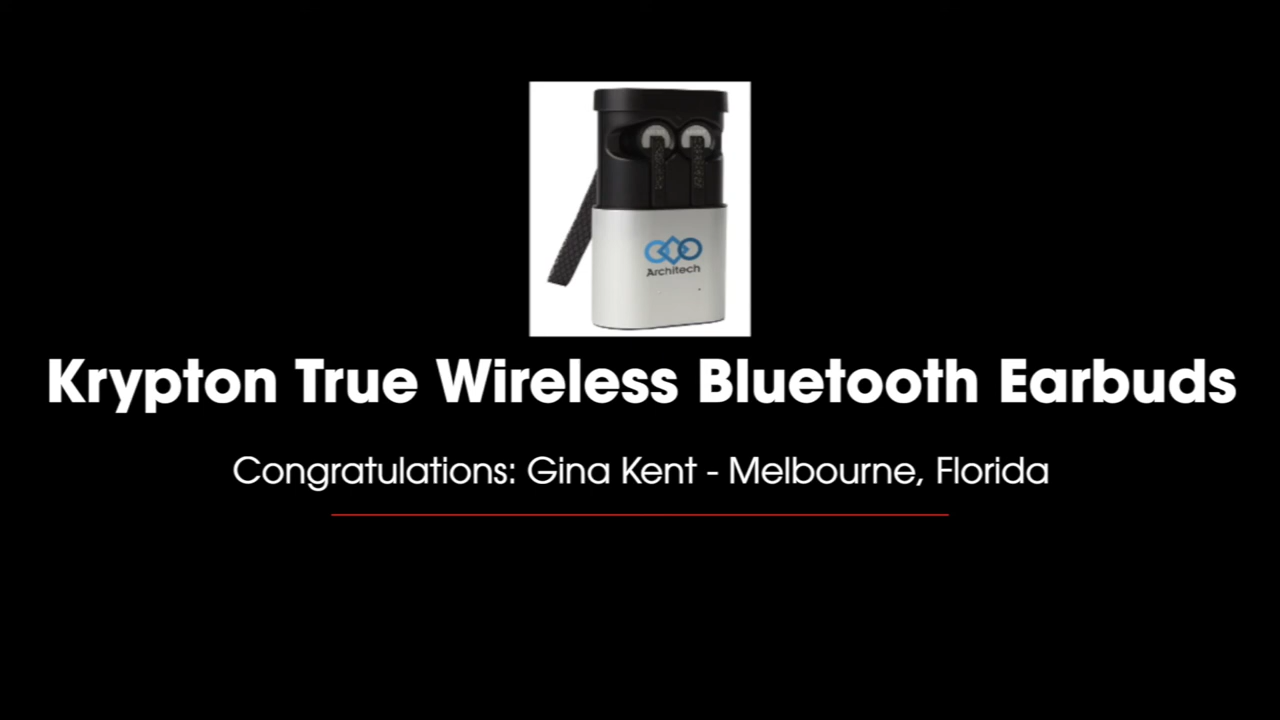 Architech
Krypton True Wireless Bluetooth Earbuds
Congratulations: Gina Kent - Melbourne, Florida